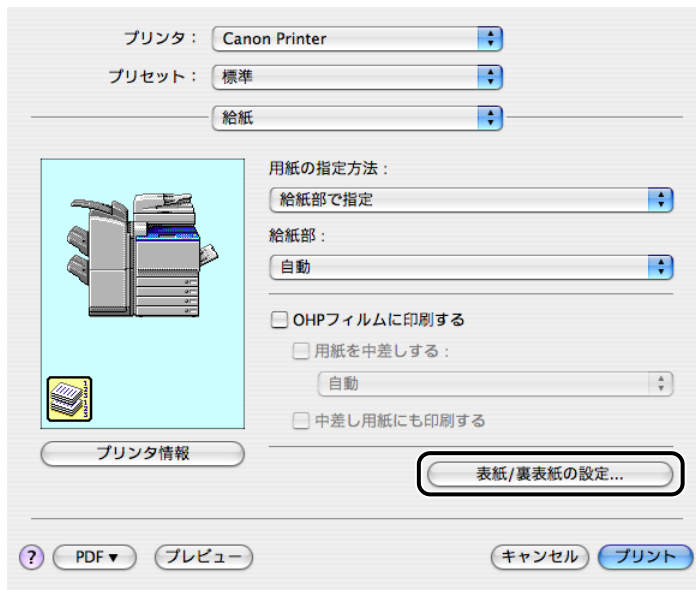 プリンタ： Canon Printer
プリセット： 標準
給紙
用紙の指定方法：
給紙部で指定
給紙部：
自動
OHPフィルムに印刷する
用紙を中差しする：
自動
中差し用紙にも印刷する
プリンタ情報
表紙/裏表紙の設定...
? PDF▼ プレビュー キャンセル プリント